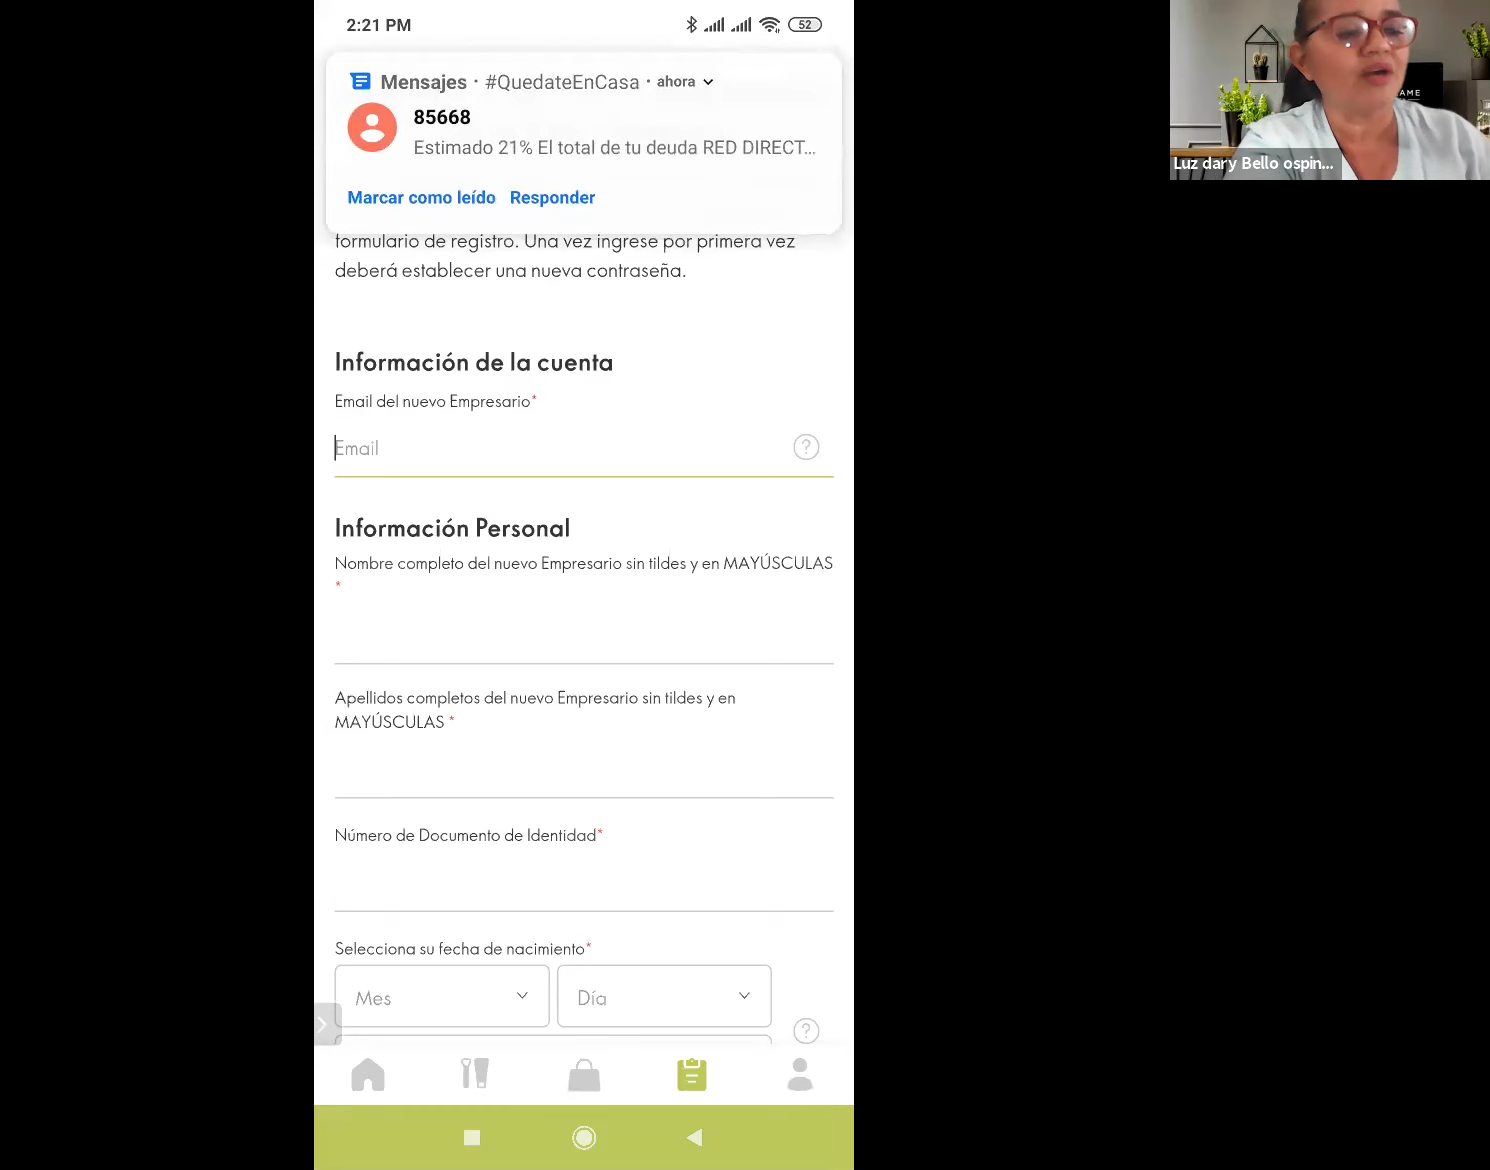 2:21 PM
52
Mensajes · #QuedateEnCasa · ahora
85668
Estimado 21% El total de tu deuda RED DIRECT...
Marcar como leído Responder
formulario de registro. Una vez ingrese por primera vez
deberá establecer una nueva contraseña.
Información de la cuenta
Email del nuevo Empresario*
Email
?
Información Personal
Nombre completo del nuevo Empresario sin tildes y en MAYÚSCULAS
*
Apellidos completos del nuevo Empresario sin tildes y en
MAYÚSCULAS *
Número de Documento de Identidad*
Selecciona su fecha de nacimiento*
Mes
Día
?
AME
Luz dary Bello ospin...